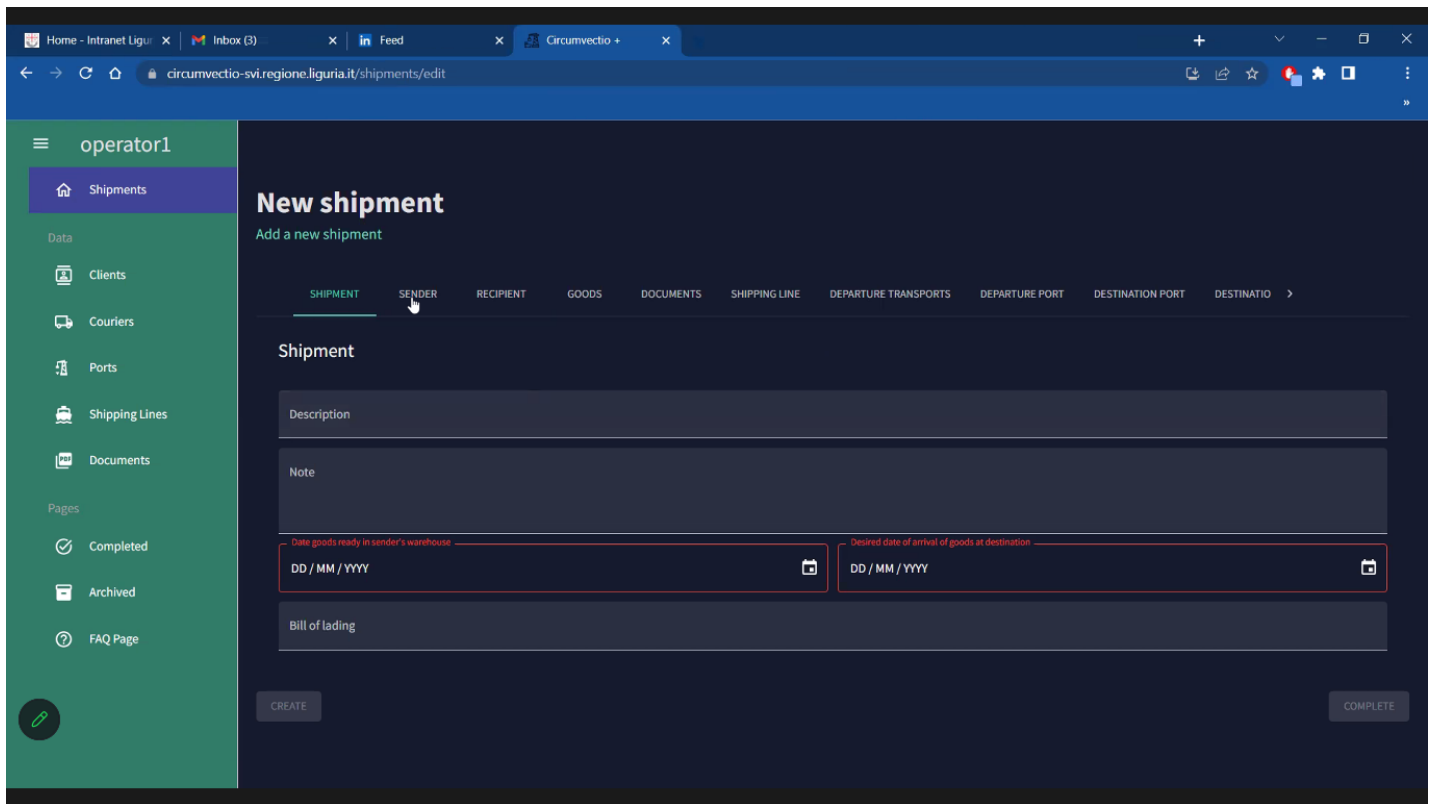 Home - Intranet Ligur
Inbox (3)
in Feed
Circumvectio +
circumvectio-svi.regione.liguria.it/shipments/edit
operator1
Shipments
Data
Clients
Couriers
Ports
Shipping Lines
PDF Documents
Pages
Completed
Archived
FAQ Page
New shipment
Add a new shipment
SHIPMENT SENDER RECIPIENT GOODS DOCUMENTS SHIPPING LINE DEPARTURE TRANSPORTS DEPARTURE PORT DESTINATION PORT DESTINATIO
Shipment
Description
Note
Date goods ready in sender's warehouse Desired date of arrival of goods at destination
DD / MM / YYYY DD / MM / YYYY
Bill of lading
CREATE COMPLETE